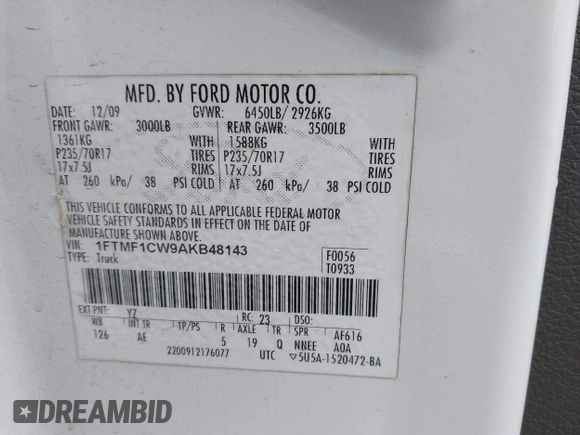 MFD. BY FORD MOTOR CO.
DATE: 12/09 GVWR: 6450LB/ 2926KG
FRONT GAWR: 3000LB REAR GAWR: 3500LB
1361KG WITH 1588KG WITH
P235/70R17 TIRES P235/70R17 TIRES
17x7.5J RIMS 17x7.5J RIMS
AT 260 kPa/ 38 PSI COLD AT 260 kPa/ 38 PSI COLD
THIS VEHICLE CONFORMS TO ALL APPLICABLE FEDERAL MOTOR
VEHICLE SAFETY STANDARDS IN EFFECT ON THE DATE OF
MANUFACTURE SHOWN ABOVE.
VIN: 1FTMF1CW9AKB48143 F0056
TYPE: Truck T0933
EXT PNT: YZ RC: 23 DSO:
WB INT TR TP/PS R AXLE TR SPR AF616
126 AE 5 19 Q NNEE AOA
2200912176077 UTC ▽5U5A-1520472-BA
DREAMBID